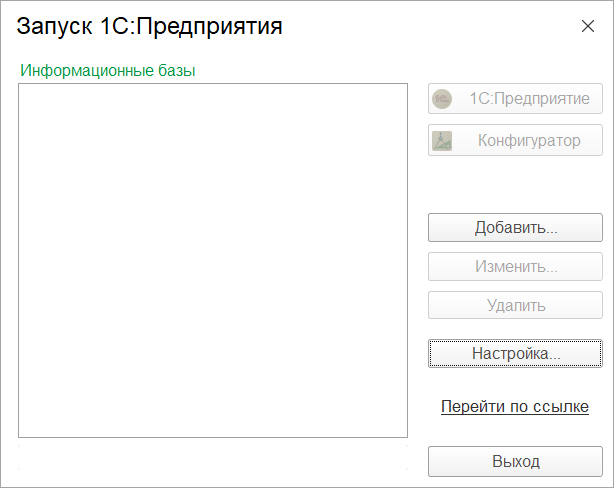 Запуск 1С:Предприятия
Информационные базы
1С:Предприятие
Конфигуратор
Добавить...
Изменить...
Удалить
Настройка...
Перейти по ссылке
Выход